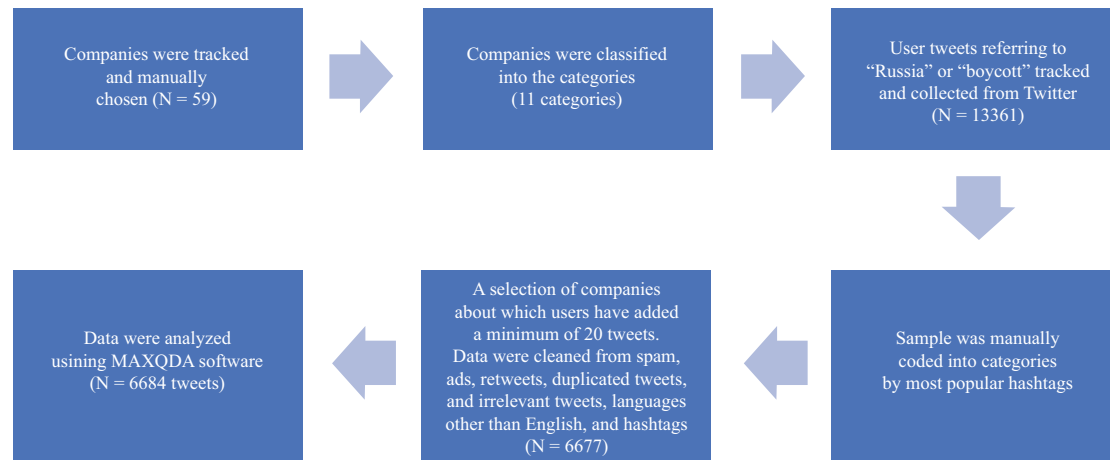 Companies were tracked
and manually
chosen (N = 59)
Companies were classified
into the categories
(11 categories)
User tweets referring to
“Russia” or “boycott” tracked
and collected from Twitter
(N = 13361)
Sample was manually
coded into categories
by most popular hashtags
A selection of companies
about which users have added
a minimum of 20 tweets.
Data were cleaned from spam,
ads, retweets, duplicated tweets,
and irrelevant tweets, languages
other than English, and hashtags
(N = 6677)
Data were analyzed
usining MAXQDA software
(N = 6684 tweets)